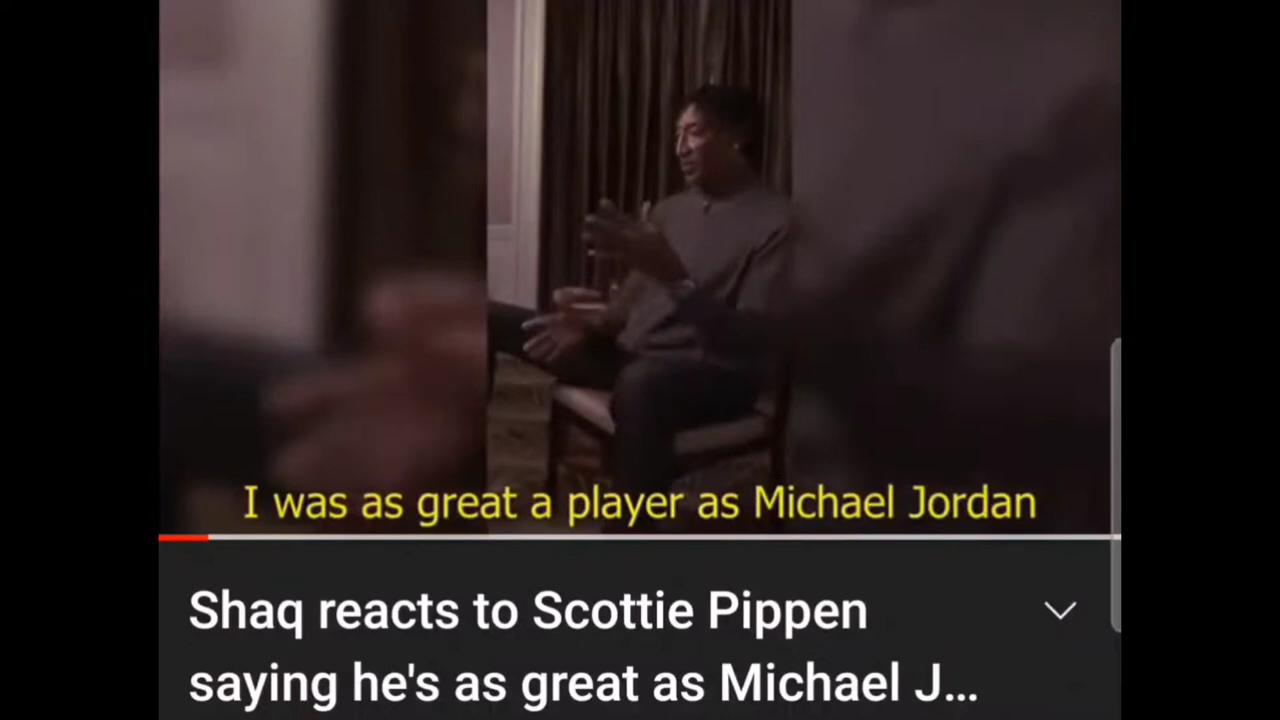 I was as great a player as Michael Jordan
Shaq reacts to Scottie Pippen
saying he's as great as Michael J...